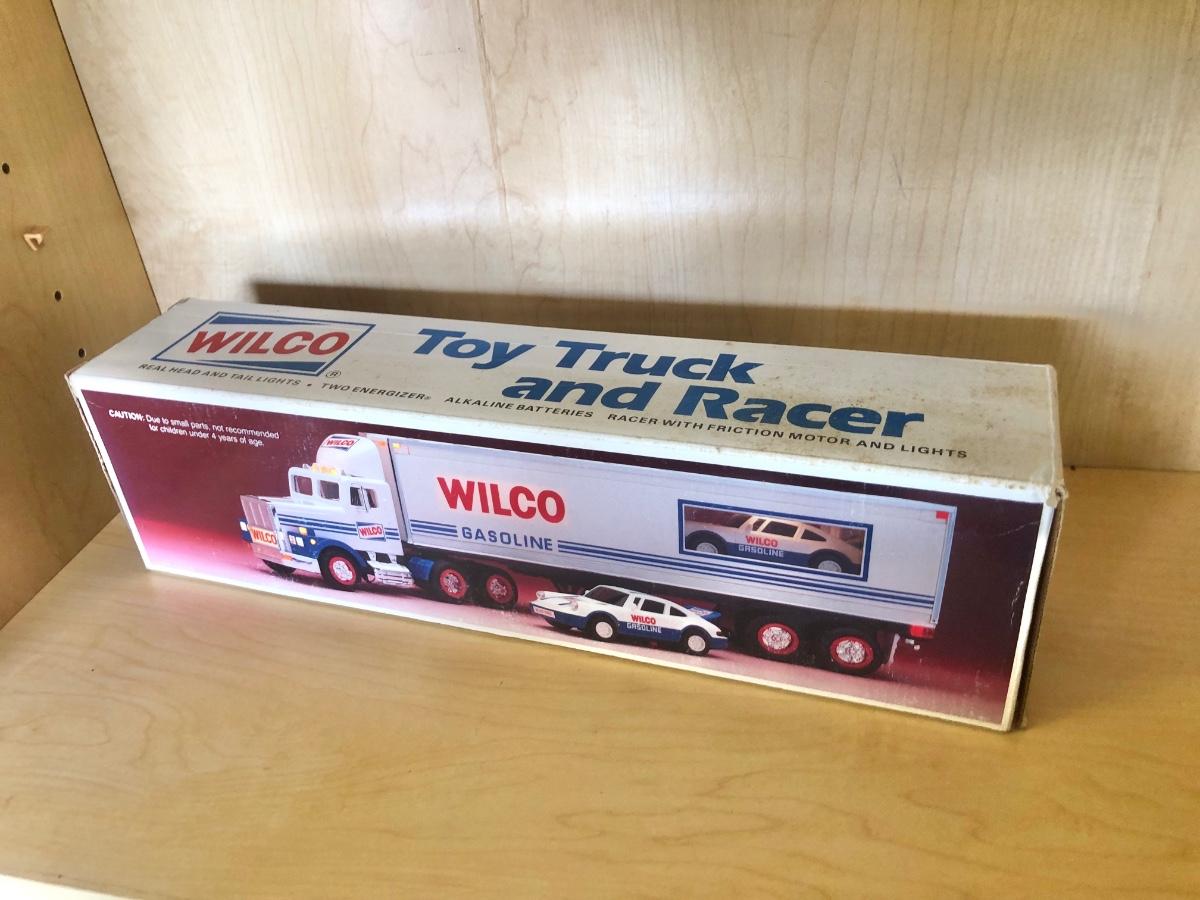 WILCO®
Toy Truck
and Racer
REAL HEAD AND TAIL LIGHTS • TWO ENERGIZER® ALKALINE BATTERIES RACER WITH FRICTION MOTOR AND LIGHTS
CAUTION: Due to small parts, not recommended
for children under 4 years of age.
WILCO
WILCO
GASOLINE
WILCO
GASOLINE
WILCO
WILCO
WILCO
GASOLINE